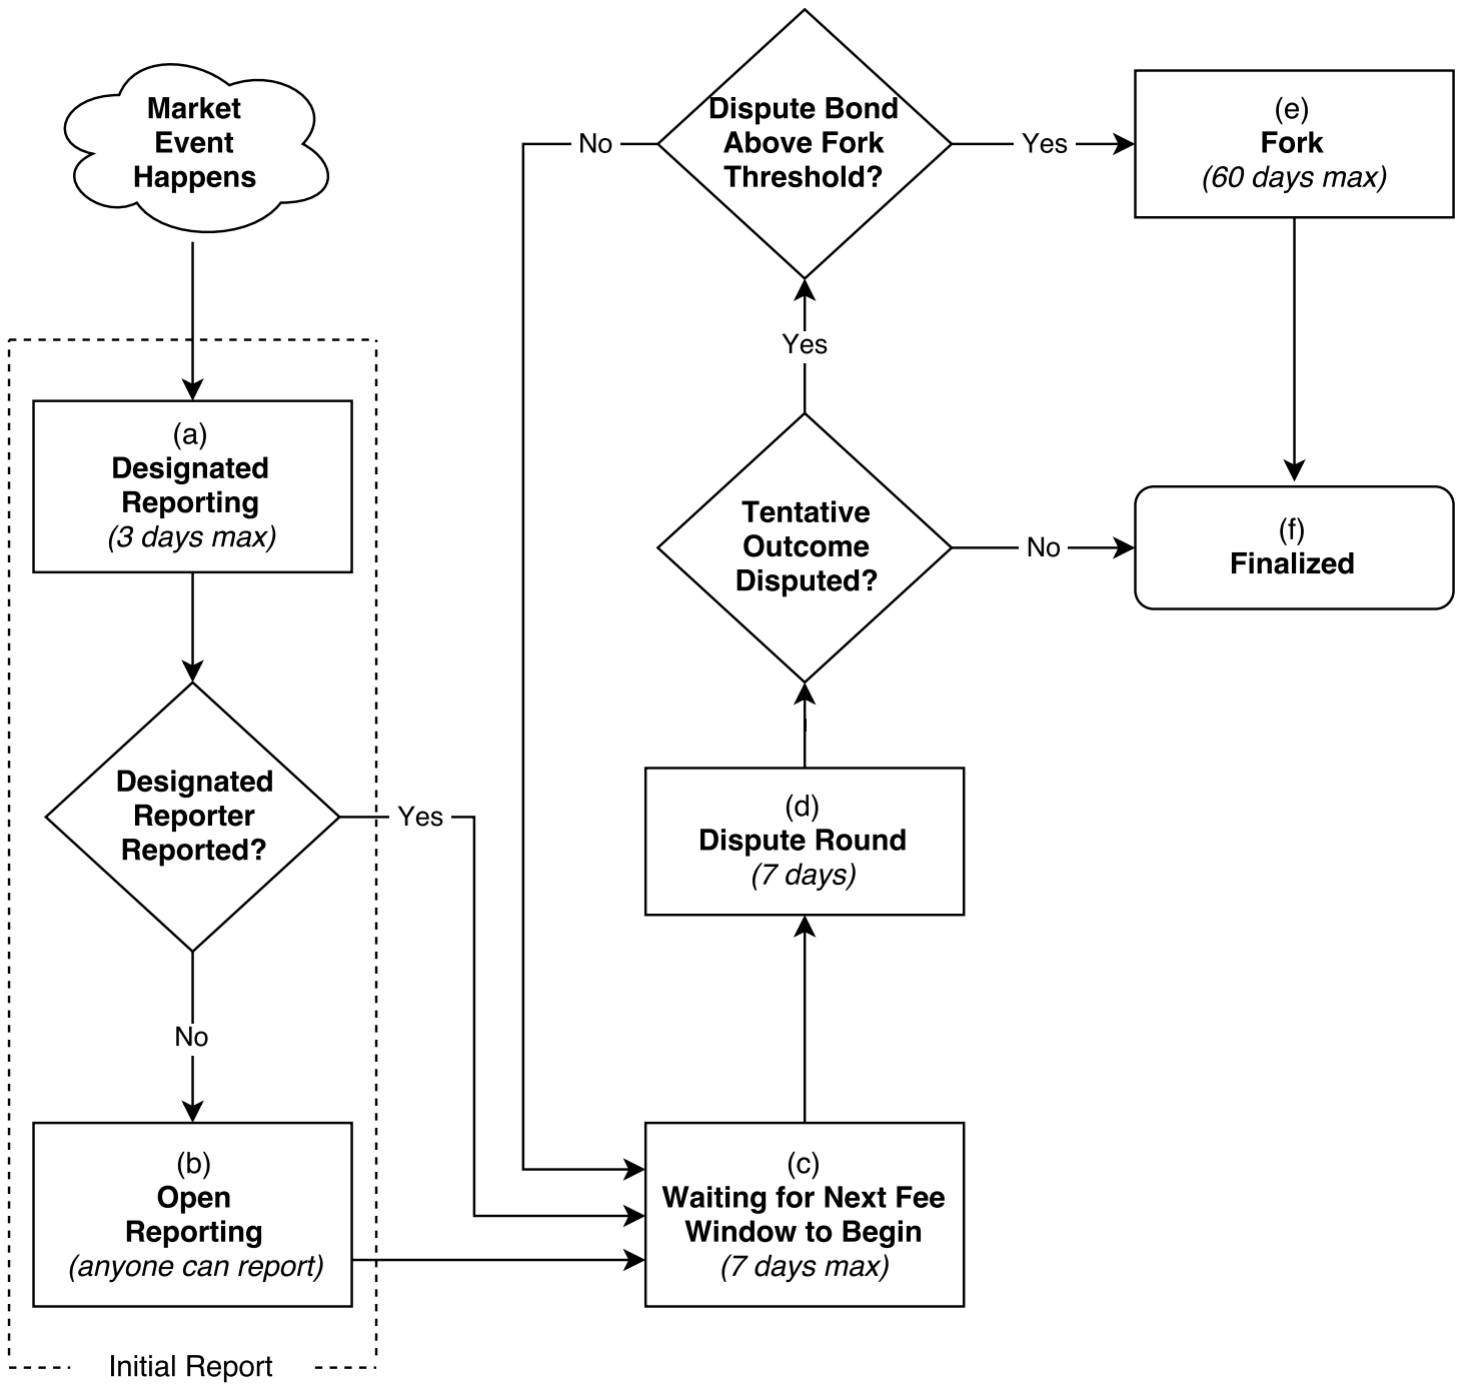 Market
Event
Happens
(a)
Designated
Reporting
(3 days max)
Designated
Reporter
Reported?
Yes
No
(b)
Open
Reporting
(anyone can report)
Initial Report
(c)
Waiting for Next Fee
Window to Begin
(7 days max)
(d)
Dispute Round
(7 days)
Tentative
Outcome
Disputed?
No
Yes
Dispute Bond
Above Fork
Threshold?
No
Yes
(e)
Fork
(60 days max)
(f)
Finalized